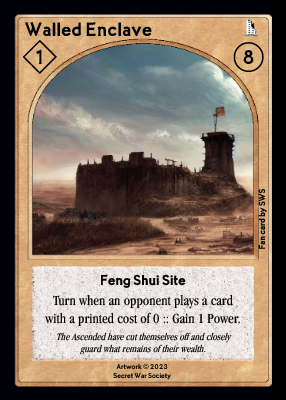 Walled Enclave
1
8
Fan card by SWS
Feng Shui Site
Turn when an opponent plays a card
with a printed cost of 0 :: Gain 1 Power.
The Ascended have cut themselves off and closely
guard what remains of their wealth.
Artwork © 2023
Secret War Society